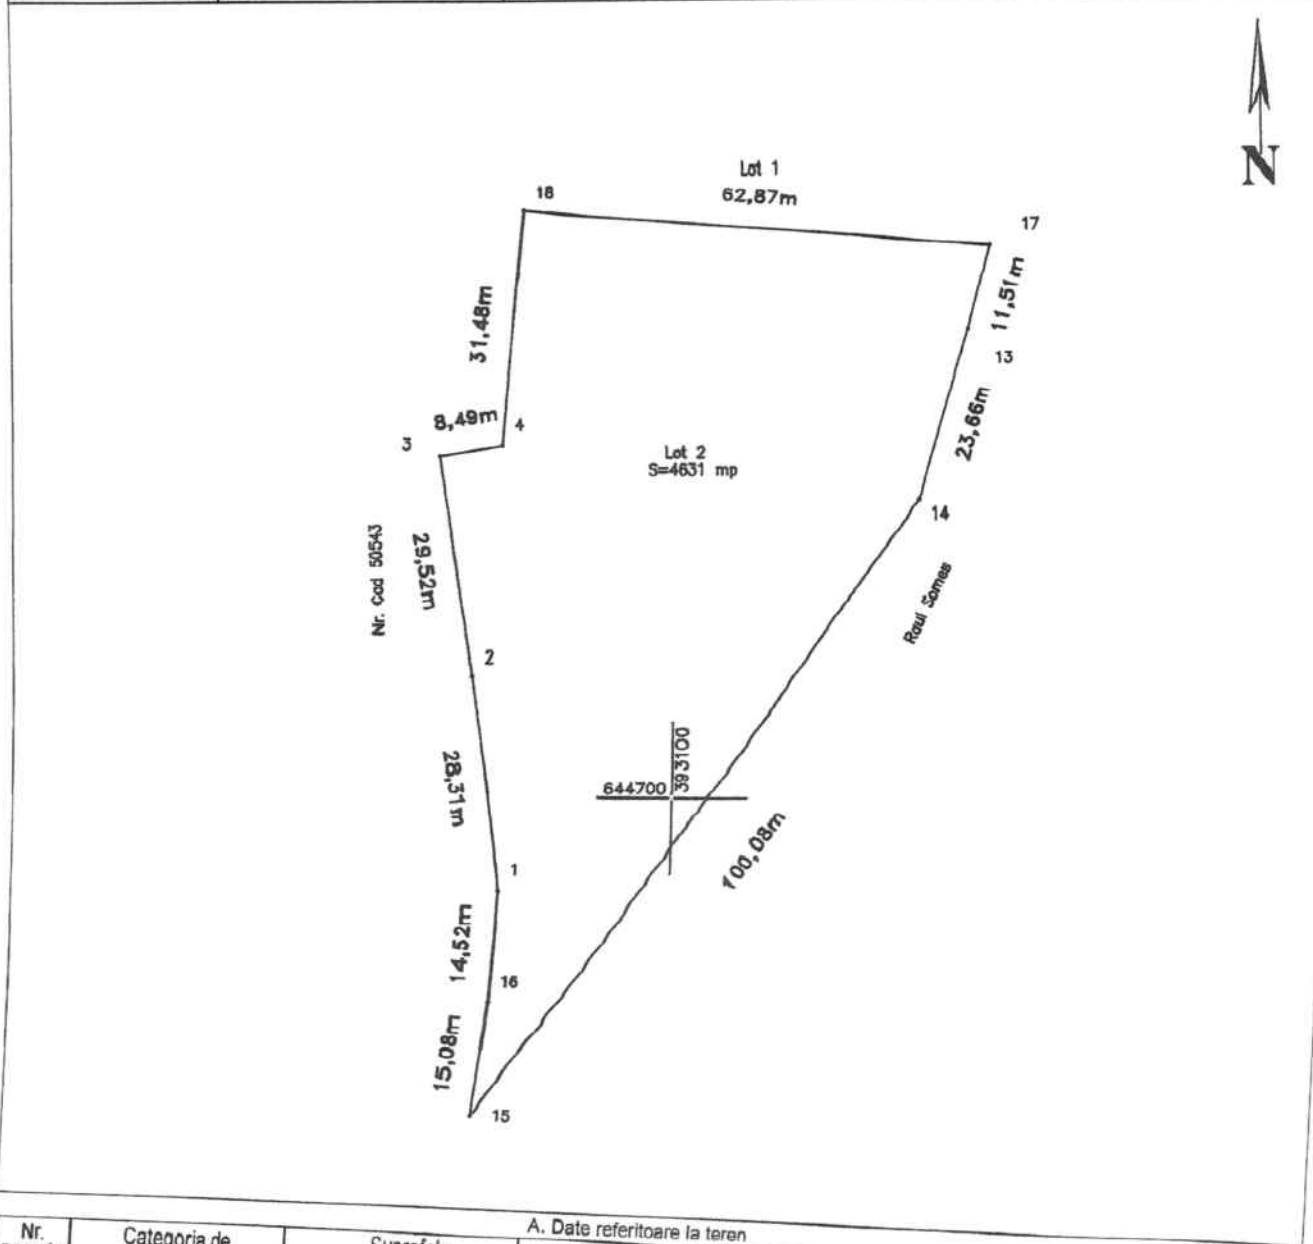 N
Lot 1
62,87m
18
17
11,51m
31,48m
13
23,66m
8,49m
4
3
Lot 2
S=4631 mp
14
Nr. Cad 50543
29,52m
Raul Somes
2
644700
393100
28,31m
100,08m
1
14,52m
16
15,08m
15
A. Date referitoare la teren
Nr.
Categoria de